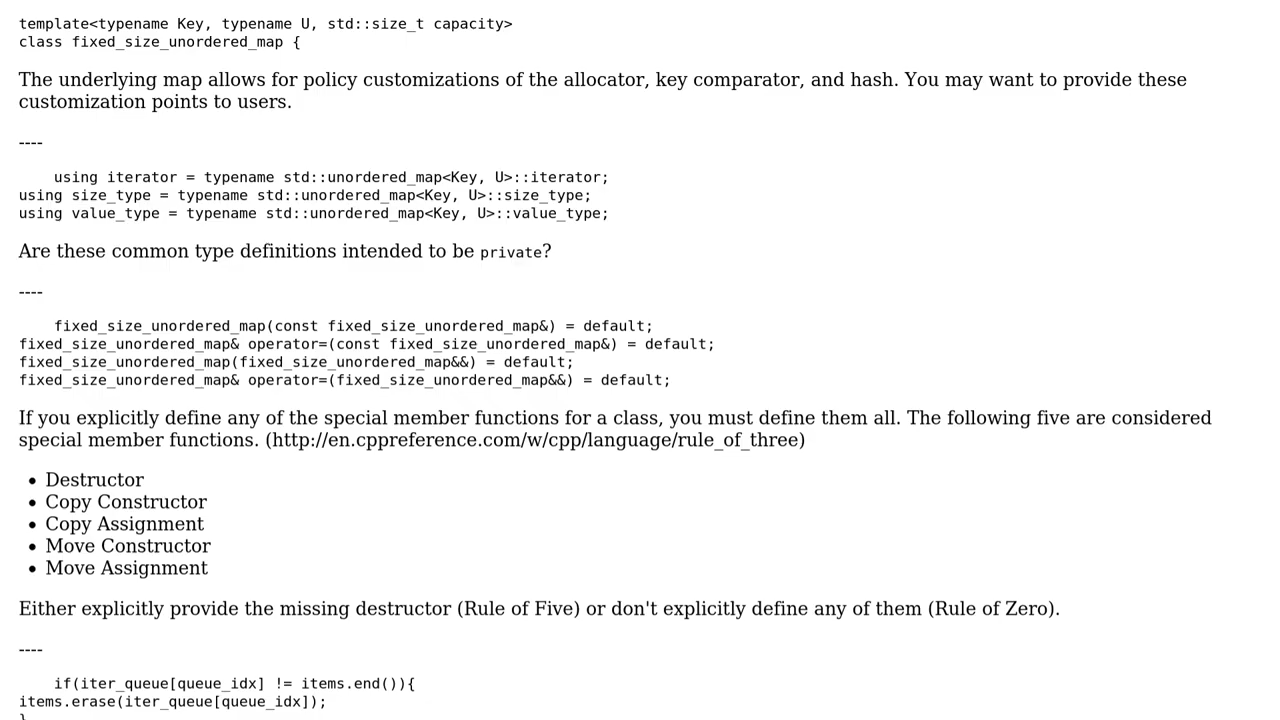 template<typename Key, typename U, std::size_t capacity>
class fixed_size_unordered_map {
The underlying map allows for policy customizations of the allocator, key comparator, and hash. You may want to provide these
customization points to users.
----
using iterator = typename std::unordered_map<Key, U>::iterator;
using size_type = typename std::unordered_map<Key, U>::size_type;
using value_type = typename std::unordered_map<Key, U>::value_type;
Are these common type definitions intended to be private?
----
fixed_size_unordered_map(const fixed_size_unordered_map&) = default;
fixed_size_unordered_map& operator=(const fixed_size_unordered_map&) = default;
fixed_size_unordered_map(fixed_size_unordered_map&&) = default;
fixed_size_unordered_map& operator=(fixed_size_unordered_map&&) = default;
If you explicitly define any of the special member functions for a class, you must define them all. The following five are considered
special member functions. (http://en.cppreference.com/w/cpp/language/rule_of_three)
• Destructor
• Copy Constructor
• Copy Assignment
• Move Constructor
• Move Assignment
Either explicitly provide the missing destructor (Rule of Five) or don't explicitly define any of them (Rule of Zero).
----
if(iter_queue[queue_idx] != items.end()){
items.erase(iter_queue[queue_idx]);
}